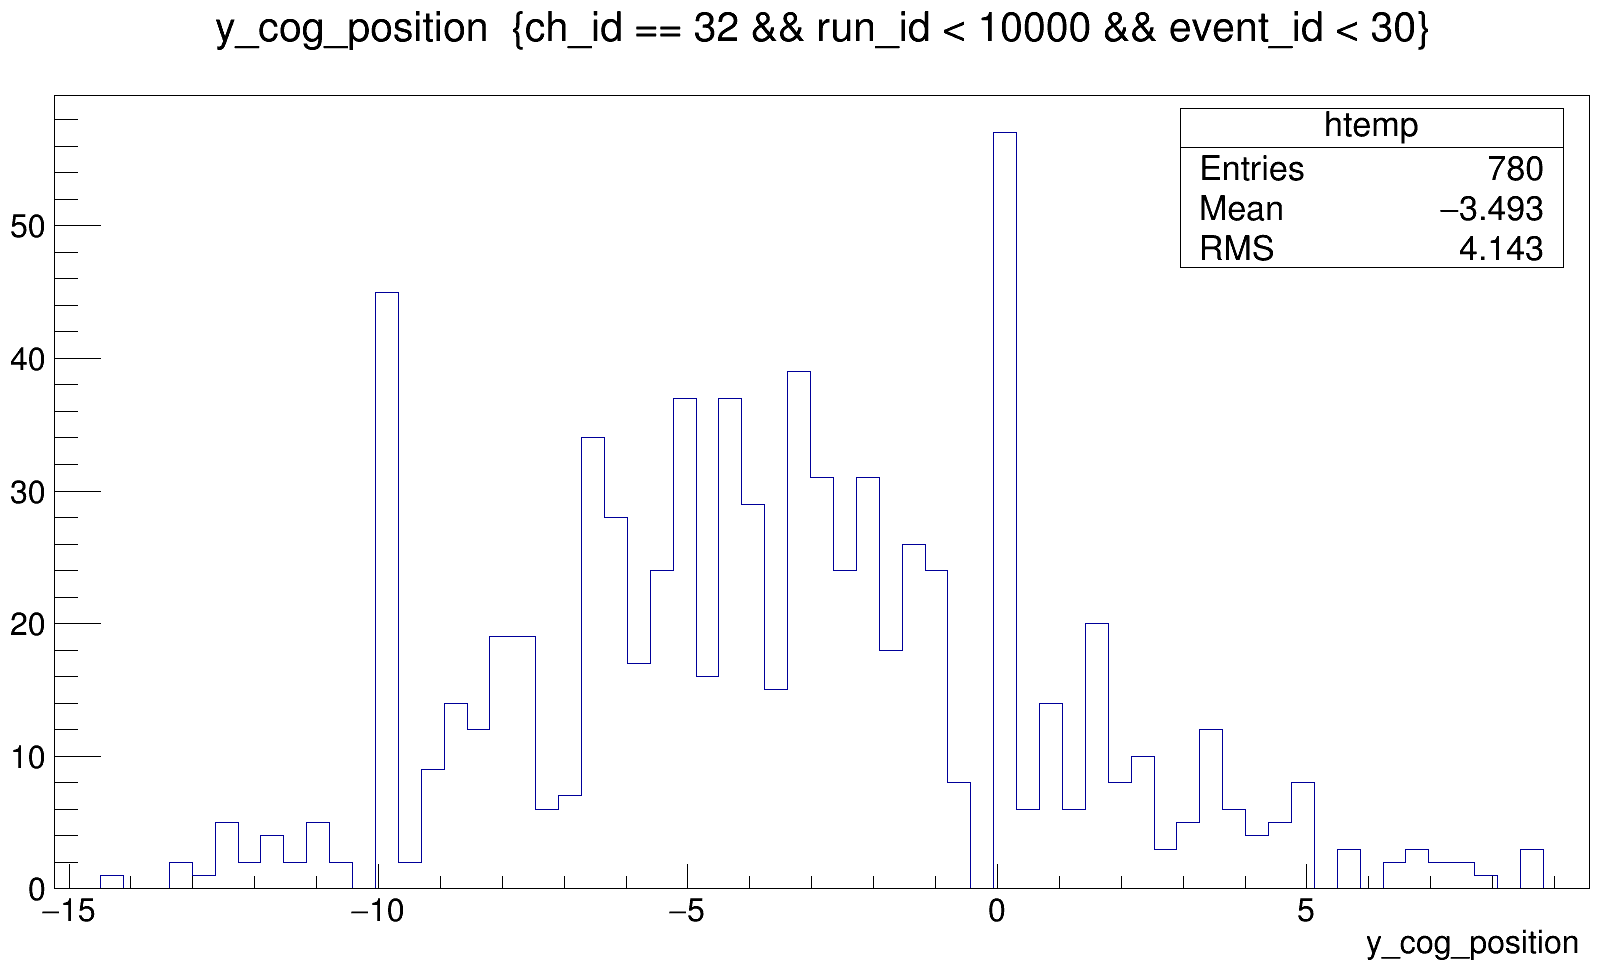 y_cog_position {ch_id == 32 && run_id < 10000 && event_id < 30}
htemp
Entries 780
Mean −3.493
RMS 4.143
50
40
30
20
10
0
−15 −10 −5 0 5
y_cog_position